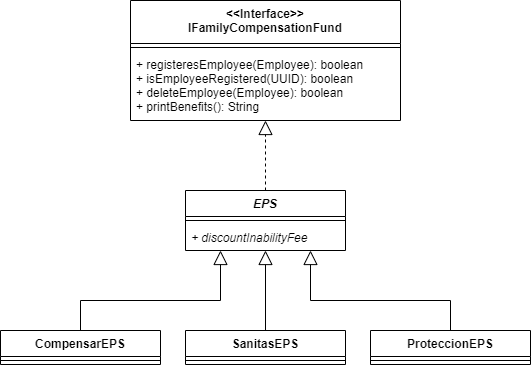 <<Interface>>
IFamilyCompensationFund
+ registeresEmployee(Employee): boolean
+ isEmployeeRegistered(UUID): boolean
+ deleteEmployee(Employee): boolean
+ printBenefits(): String
EPS
+ discountInabilityFee
CompensarEPS
SanitasEPS
ProteccionEPS